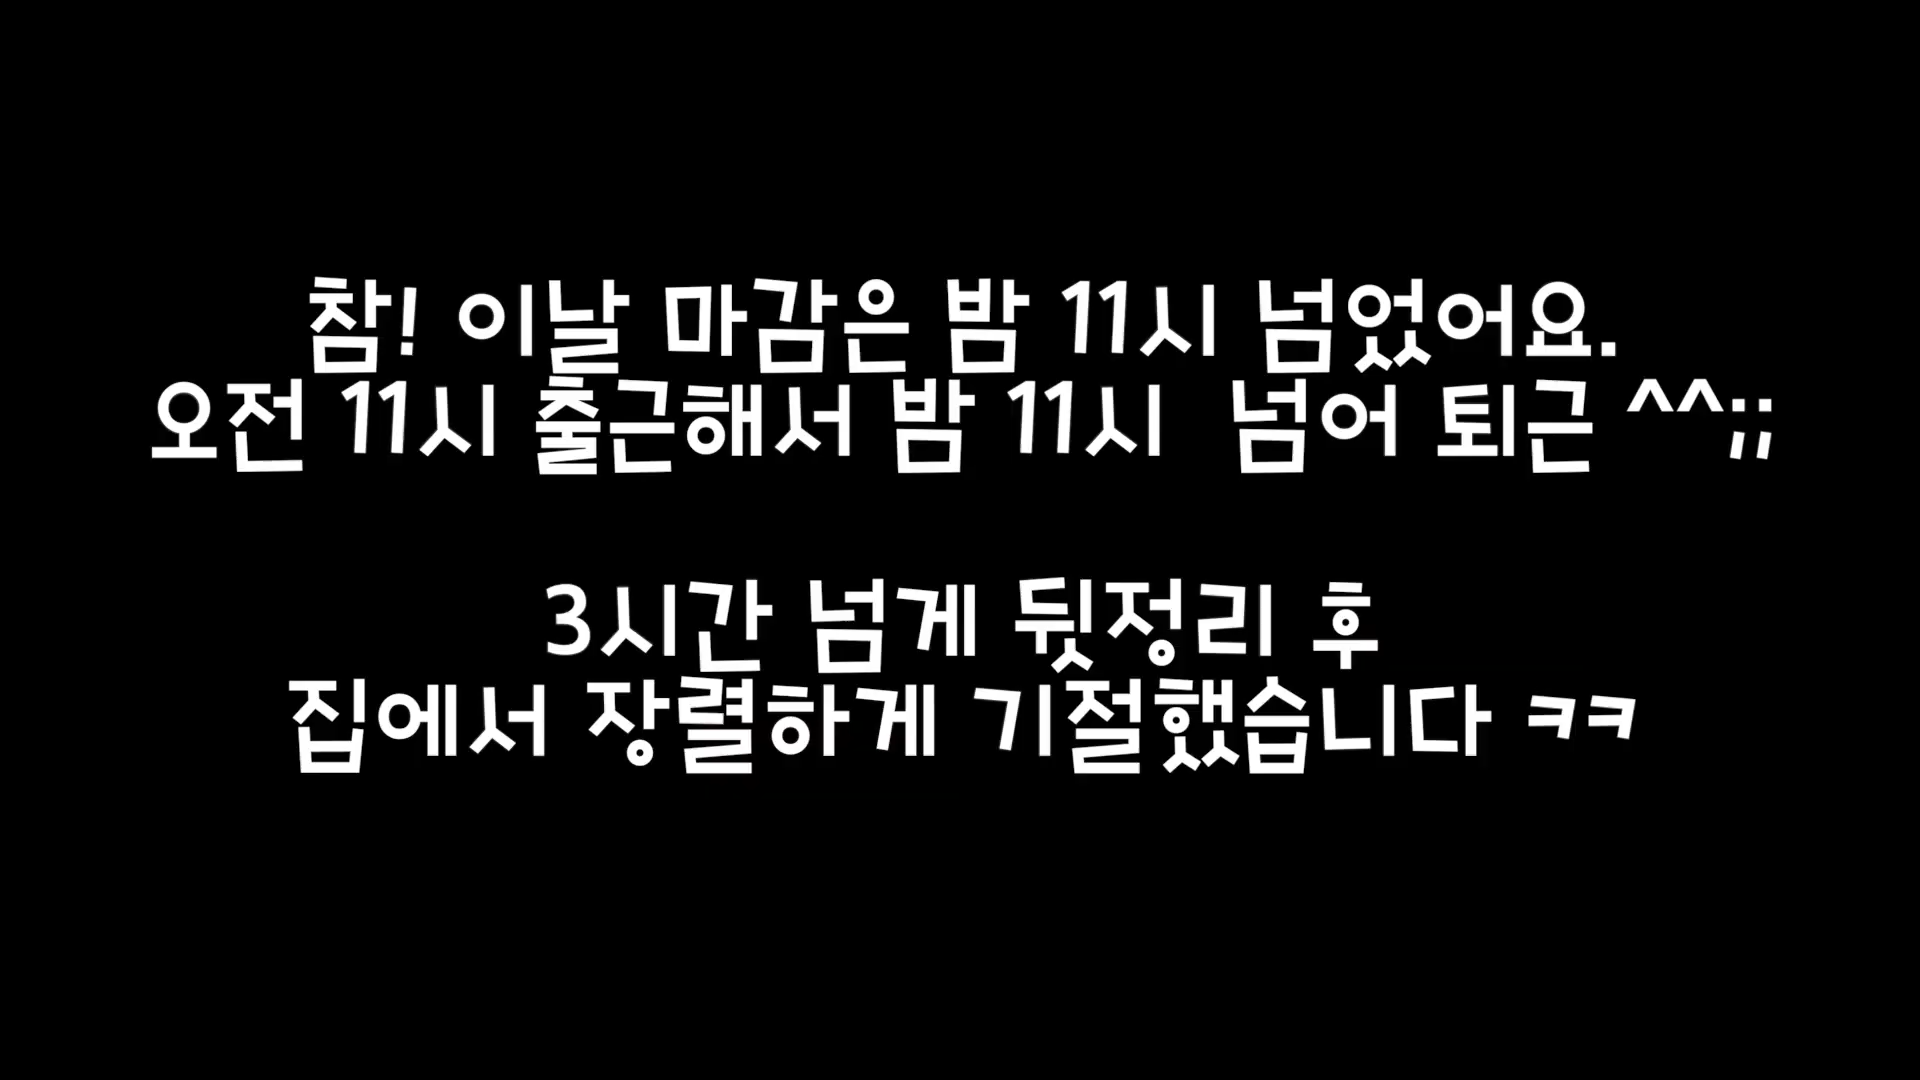 참! 이날 마감은 밤 11시 넘었어요.
오전 11시 출근해서 밤 11시 넘어 퇴근 ^^;;
3시간 넘게 뒷정리 후
집에서 장렬하게 기절했습니다 ㅋㅋ